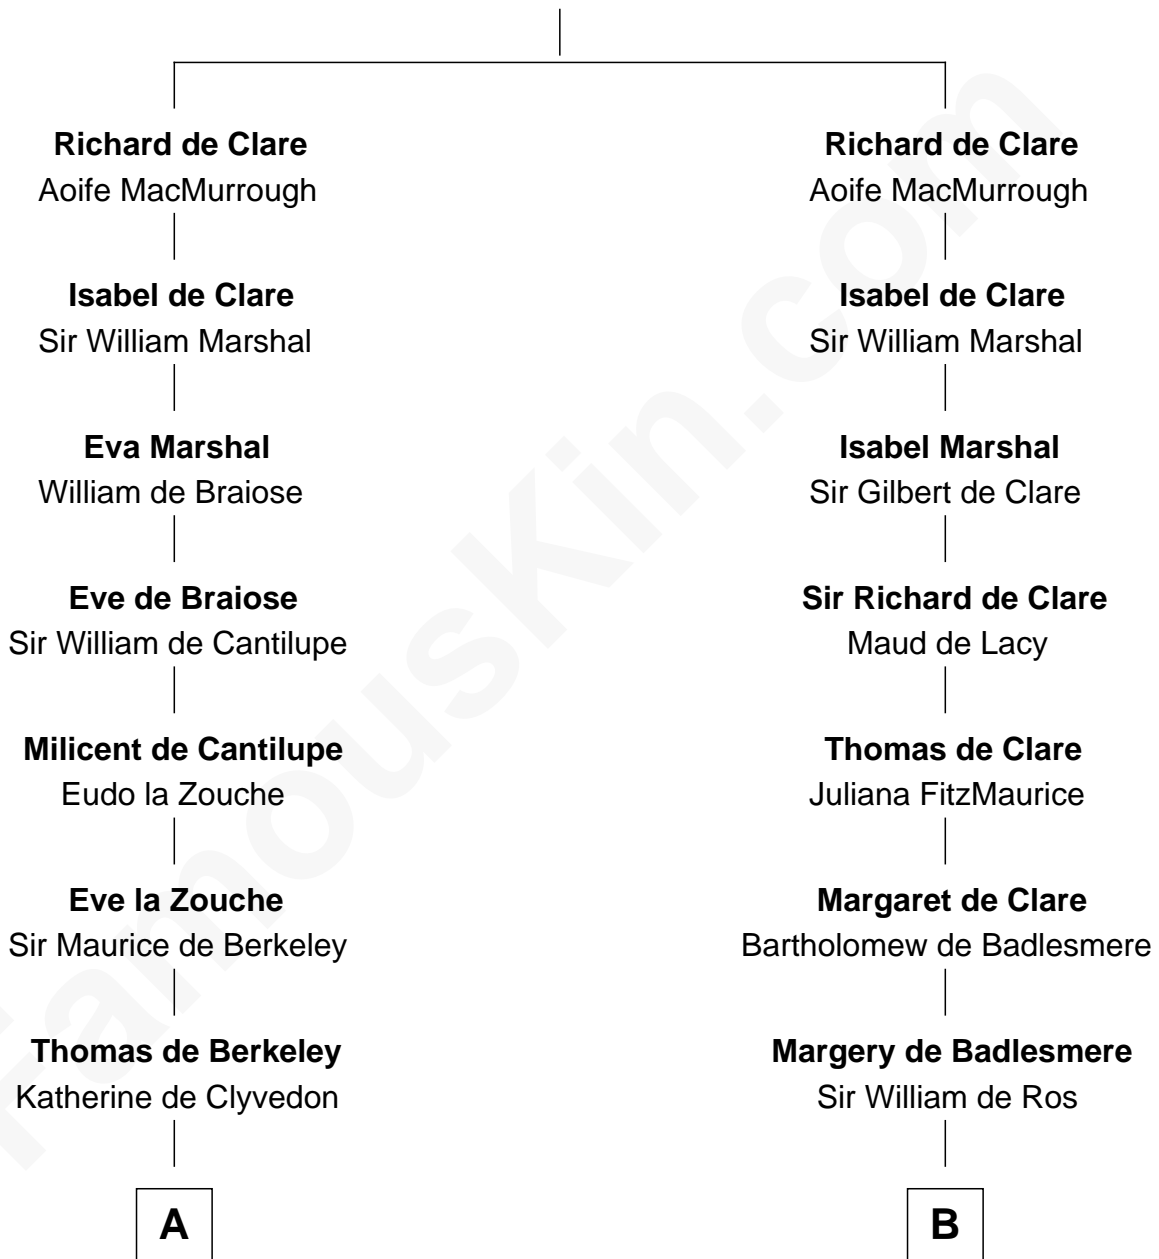 Richard de Clare
Aoife MacMurrough
Isabel de Clare
Sir William Marshal
Eva Marshal
William de Braiose
Eve de Braiose
Sir William de Cantilupe
Milicent de Cantilupe
Eudo la Zouche
Eve la Zouche
Sir Maurice de Berkeley
Thomas de Berkeley
Katherine de Clyvedon
A
Richard de Clare
Aoife MacMurrough
Isabel de Clare
Sir William Marshal
Isabel Marshal
Sir Gilbert de Clare
Sir Richard de Clare
Maud de Lacy
Thomas de Clare
Juliana FitzMaurice
Margaret de Clare
Bartholomew de Badlesmere
Margery de Badlesmere
Sir William de Ros
B
FamousKin.com